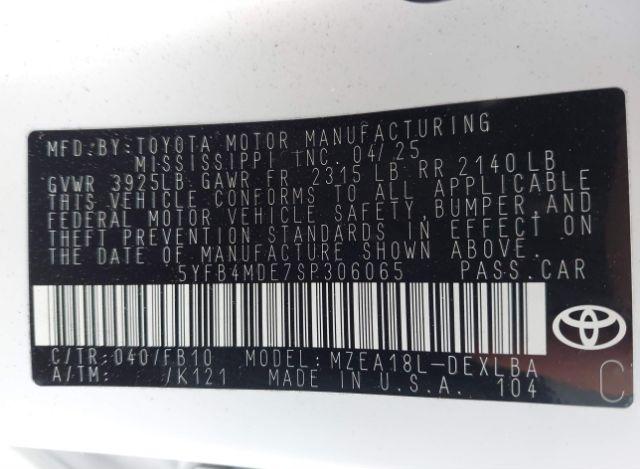 MFD.BY:TOYOTA MOTOR MANUFACTURING
MISSISSIPPI INC. 04/25
GVWR 3925LB GAWR FR 2315 LB RR 2140 LB
THIS VEHICLE CONFORMS TO ALL APPLICABLE
FEDERAL MOTOR VEHICLE SAFETY,BUMPER,AND
THEFT PREVENTION STANDARDS IN EFFECT ON
THE DATE OF MANUFACTURE SHOWN ABOVE.
5YFB4MDE7SP306065 PASS.CAR
C/TR:040/FB10 MODEL:MZEA18L-DEXLBA
A/TM: /K121 MADE IN U.S.A. 104
C